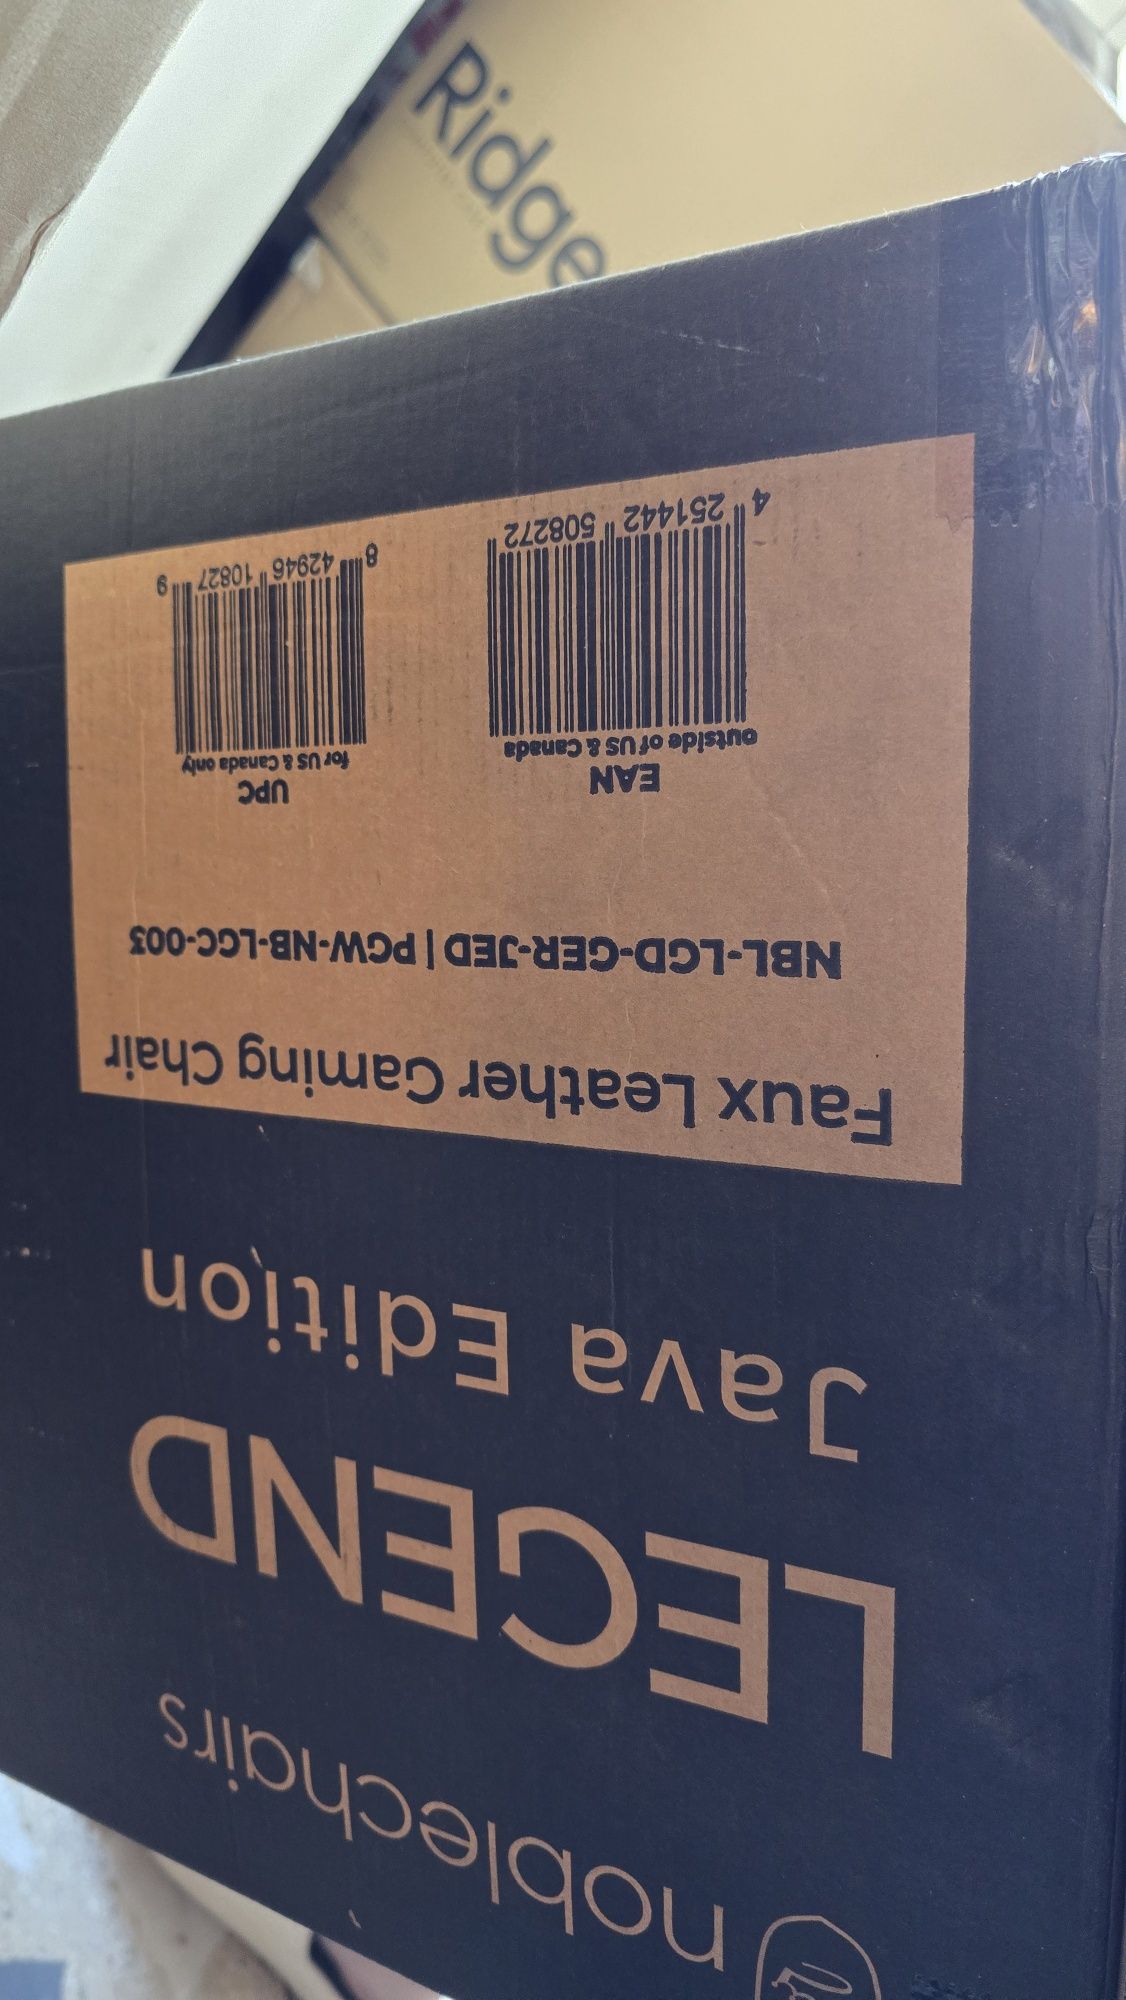 Ridge
noblechairs
LEGEND
Java Edition
Faux Leather Gaming Chair
NBL-LGD-GER-JED | PGW-NB-LGC-003
EAN
outside of US & Canada
4 251442 508272
UPC
for US & Canada only
8 42946 10827 9